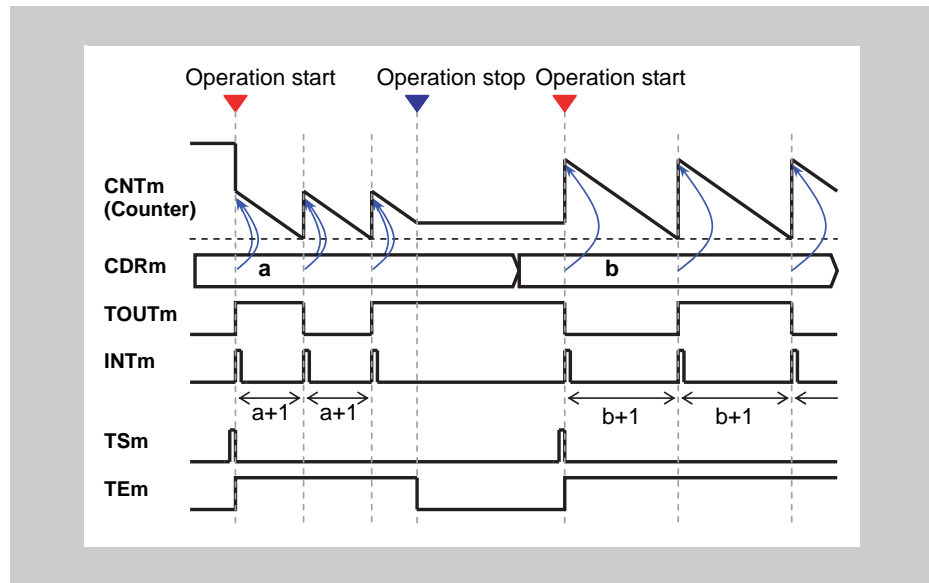 Operation start Operation stop Operation start
CNTm
(Counter)
CDRm a b
TOUTm
INTm
a+1 a+1 b+1 b+1
TSm
TEm